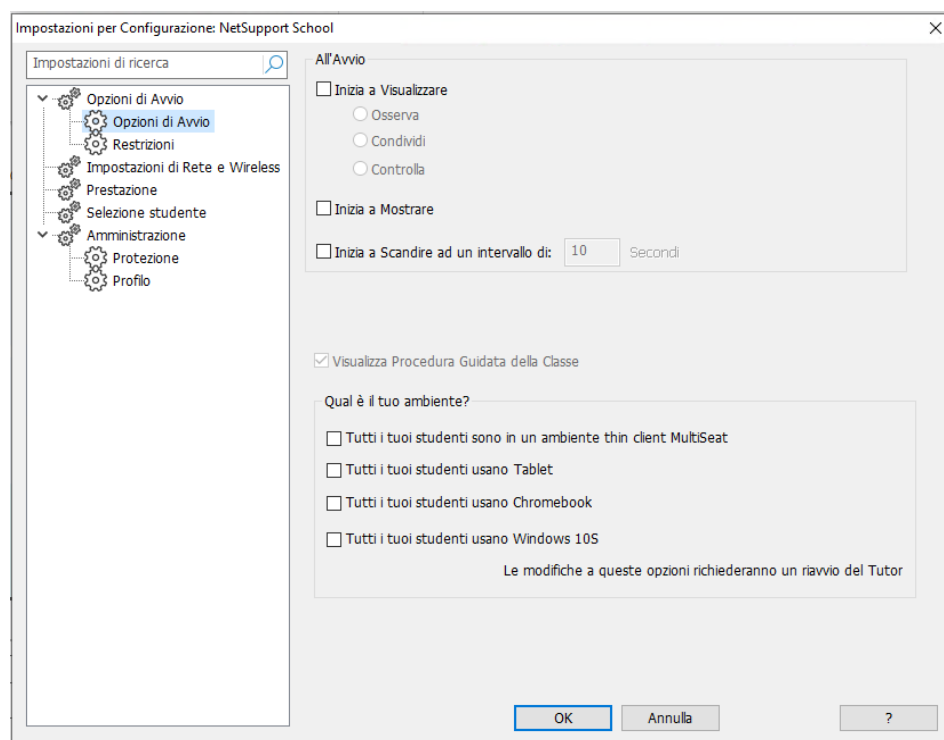 Impostazioni per Configurazione: NetSupport School
Impostazioni di ricerca
Opzioni di Avvio
Opzioni di Avvio
Restrizioni
Impostazioni di Rete e Wireless
Prestazione
Selezione studente
Amministrazione
Protezione
Profilo
All'Avvio
Inizia a Visualizzare
Osserva
Condividi
Controlla
Inizia a Mostrare
Inizia a Scandire ad un intervallo di: 10 Secondi
Visualizza Procedura Guidata della Classe
Qual è il tuo ambiente?
Tutti i tuoi studenti sono in un ambiente thin client MultiSeat
Tutti i tuoi studenti usano Tablet
Tutti i tuoi studenti usano Chromebook
Tutti i tuoi studenti usano Windows 10S
Le modifiche a queste opzioni richiederanno un riavvio del Tutor
OK Annulla ?